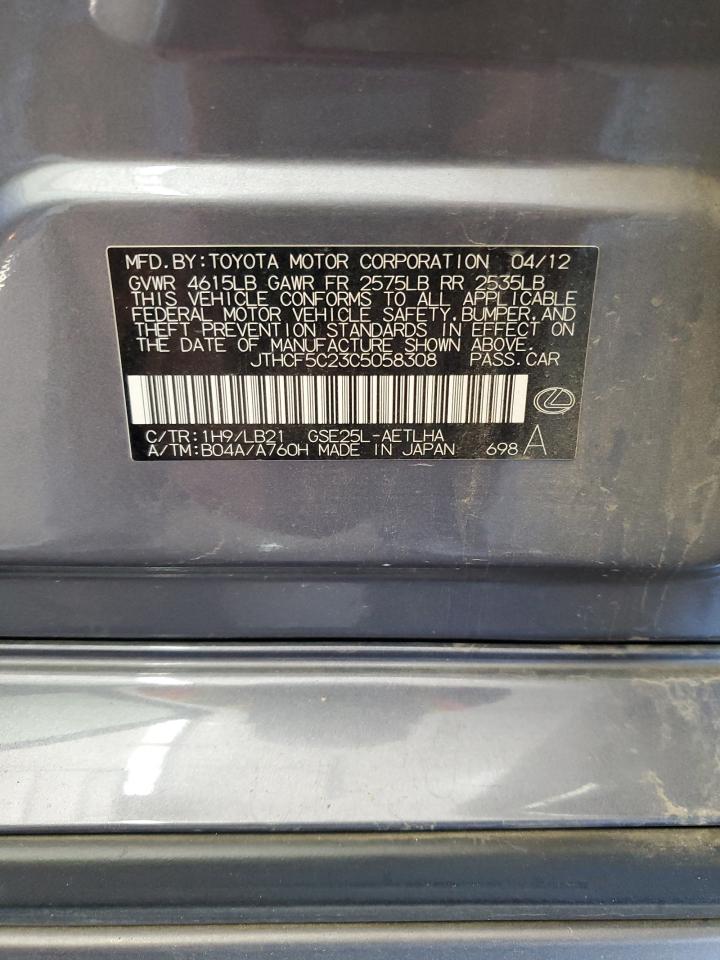 MFD.BY:TOYOTA MOTOR CORPORATION 04/12
GVWR 4615LB GAWR FR 2575LB RR 2535LB
THIS VEHICLE CONFORMS TO ALL APPLICABLE
FEDERAL MOTOR VEHICLE SAFETY,BUMPER,AND
THEFT PREVENTION STANDARDS IN EFFECT ON
THE DATE OF MANUFACTURE SHOWN ABOVE.
JTHCF5C23C5058308 PASS.CAR
C/TR:1H9/LB21 GSE25L-AETLHA
A/TM:B04A/A760H MADE IN JAPAN 698 A